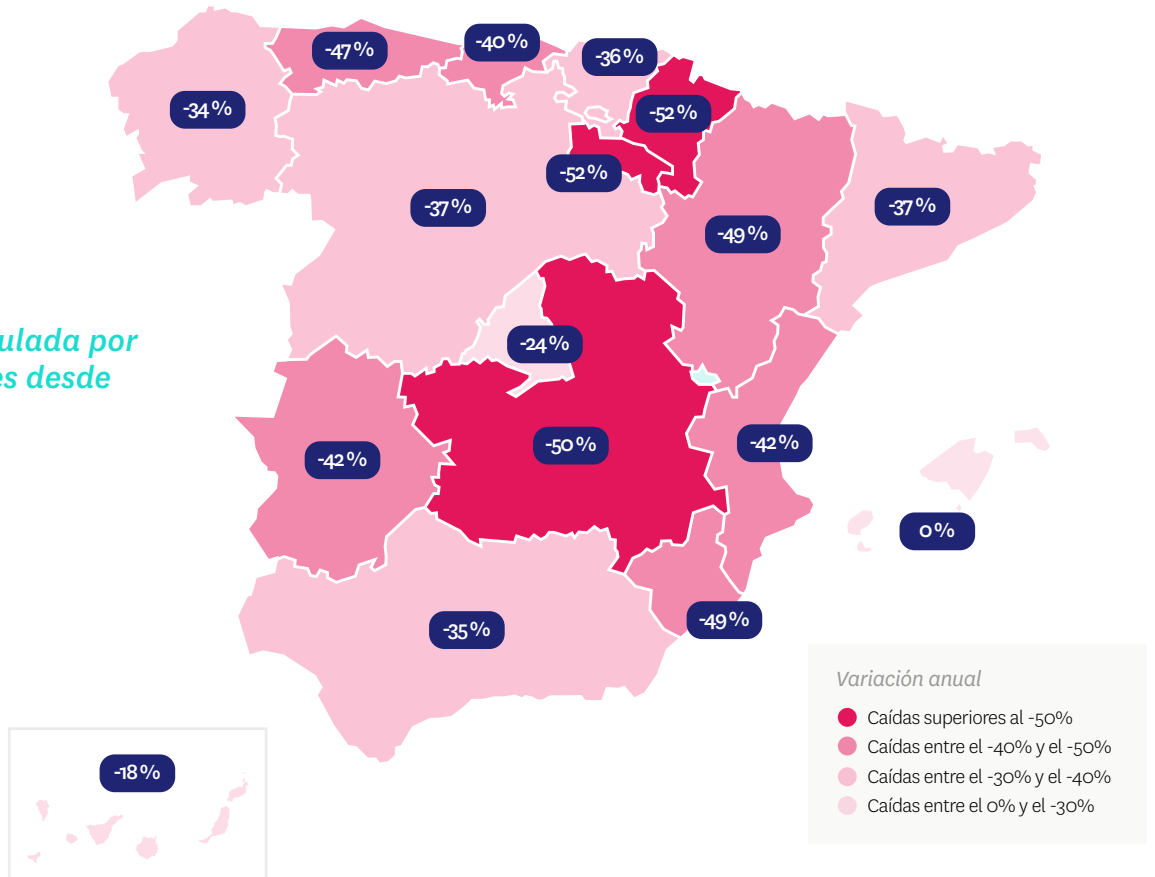 -47%
-40%
-36%
-34%
-52%
-52%
-37%
-37%
-49%
ulada por
es desde
-24%
-42%
-50%
-42%
0%
-35%
-49%
-18%
Variación anual
Caídas superiores al -50%
Caídas entre el -40% y el -50%
Caídas entre el -30% y el -40%
Caídas entre el 0% y el -30%